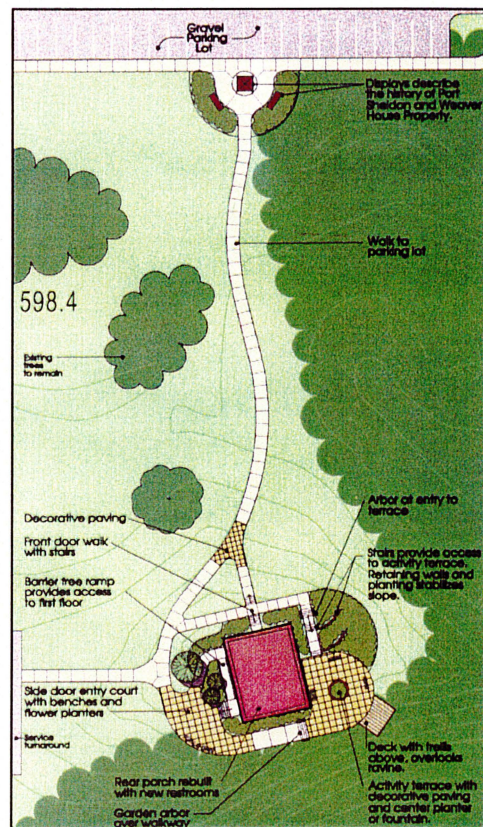 Gravel
Parking
Lot
Displays describe
the history of Port
Sheldon and Weaver
House Property.
Walk to
parking lot
598.4
Existing
trees
to remain
Decorative paving
Front door walk
with stairs
Barrier free ramp
provides access
to first floor
Arbor at entry to
terrace
Stairs provide access
to activity terrace.
Retaining walls and
planting stabilizes
slope.
Side door entry court
with benches and
flower planters
Service
turnaround
Rear porch rebuilt
with new restrooms
Garden arbor
over walkway
Deck with trellis
above, overlooks
ravine.
Activity terrace with
decorative paving
and center planter
or fountain.